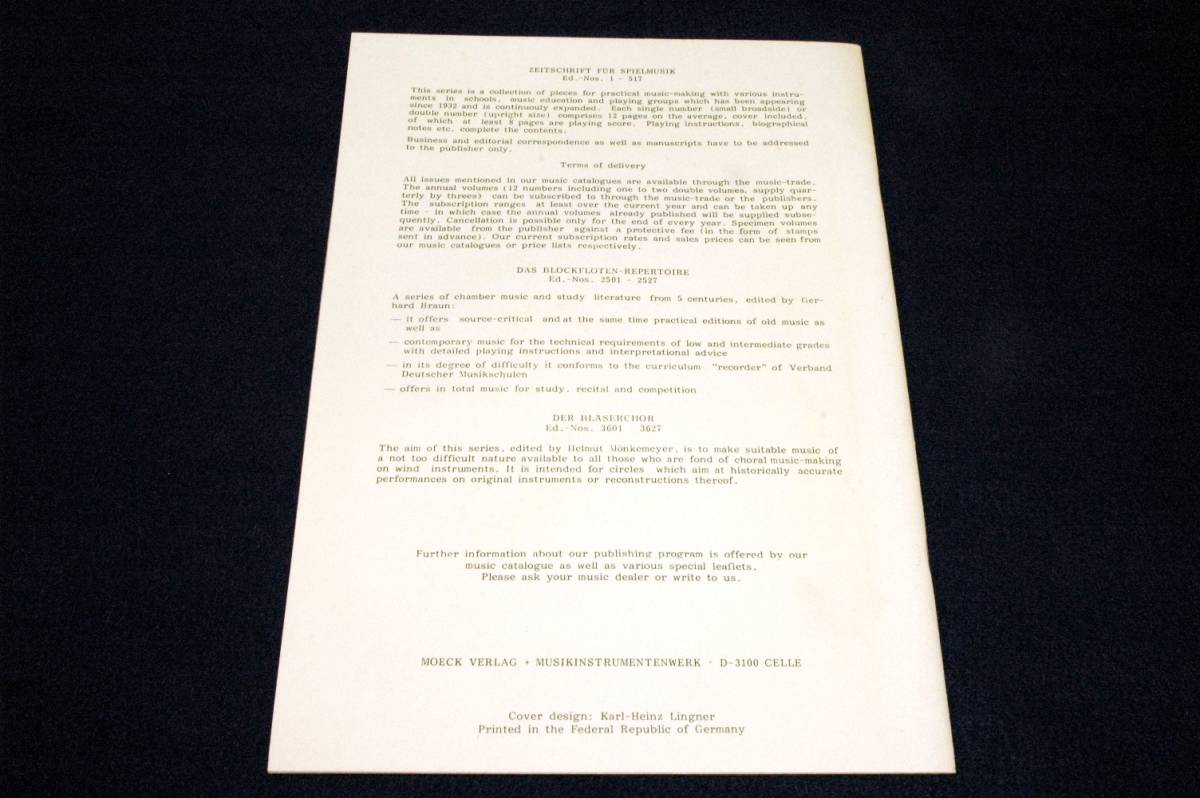 ZEITSCHRIFT FÜR SPIELMUSIK
Ed.-Nos. 1 - 517
This series is a collection of pieces for practical music-making with various instru-
ments in schools, music education and playing groups which has been appearing
since 1932 and is continously expanded. Each single number (small broadside) or
double number (upright size) comprises 12 pages on the average, cover included,
of which at least 8 pages are playing score. Playing instructions, biographical
notes etc. complete the contents.
Business and editorial correspondence as well as manuscripts have to be addressed
to the publisher only.
Terms of delivery
All issues mentioned in our music catalogues are available through the music-trade.
The annual volumes (12 numbers including one to two double volumes, supply quar-
terly by threes) can be subscribed to through the music-trade or the publishers.
The subscription ranges at least over the current year and can be taken up any
time - in which case the annual volumes already published will be supplied subse-
quently. Cancellation is possible only for the end of every year. Specimen volumes
are available from the publisher against a protective fee (in the form of stamps
sent in advance). Our current subscription rates and sales prices can be seen from
our music catalogues or price lists respectively.
DAS BLOCKFLÖTEN-REPERTOIRE
Ed.-Nos. 2501 - 2527
A series of chamber music and study literature from 5 centuries, edited by Ger-
hard Braun:
— it offers source-critical and at the same time practical editions of old music as
well as
— contemporary music for the technical requirements of low and intermediate grades
with detailed playing instructions and interpretational advice
— in its degree of difficulty it conforms to the curriculum "recorder" of Verband
Deutscher Musikschulen
— offers in total music for study, recital and competition
DER BLÄSERCHOR
Ed.-Nos. 3601 3627
The aim of this series, edited by Helmut Mönkemeyer, is to make suitable music of
a not too difficult nature available to all those who are fond of choral music-making
on wind instruments. It is intended for circles which aim at historically accurate
performances on original instruments or reconstructions thereof.
Further information about our publishing program is offered by our
music catalogue as well as various special leaflets.
Please ask your music dealer or write to us.
MOECK VERLAG + MUSIKINSTRUMENTENWERK · D-3100 CELLE
Cover design: Karl-Heinz Lingner
Printed in the Federal Republic of Germany